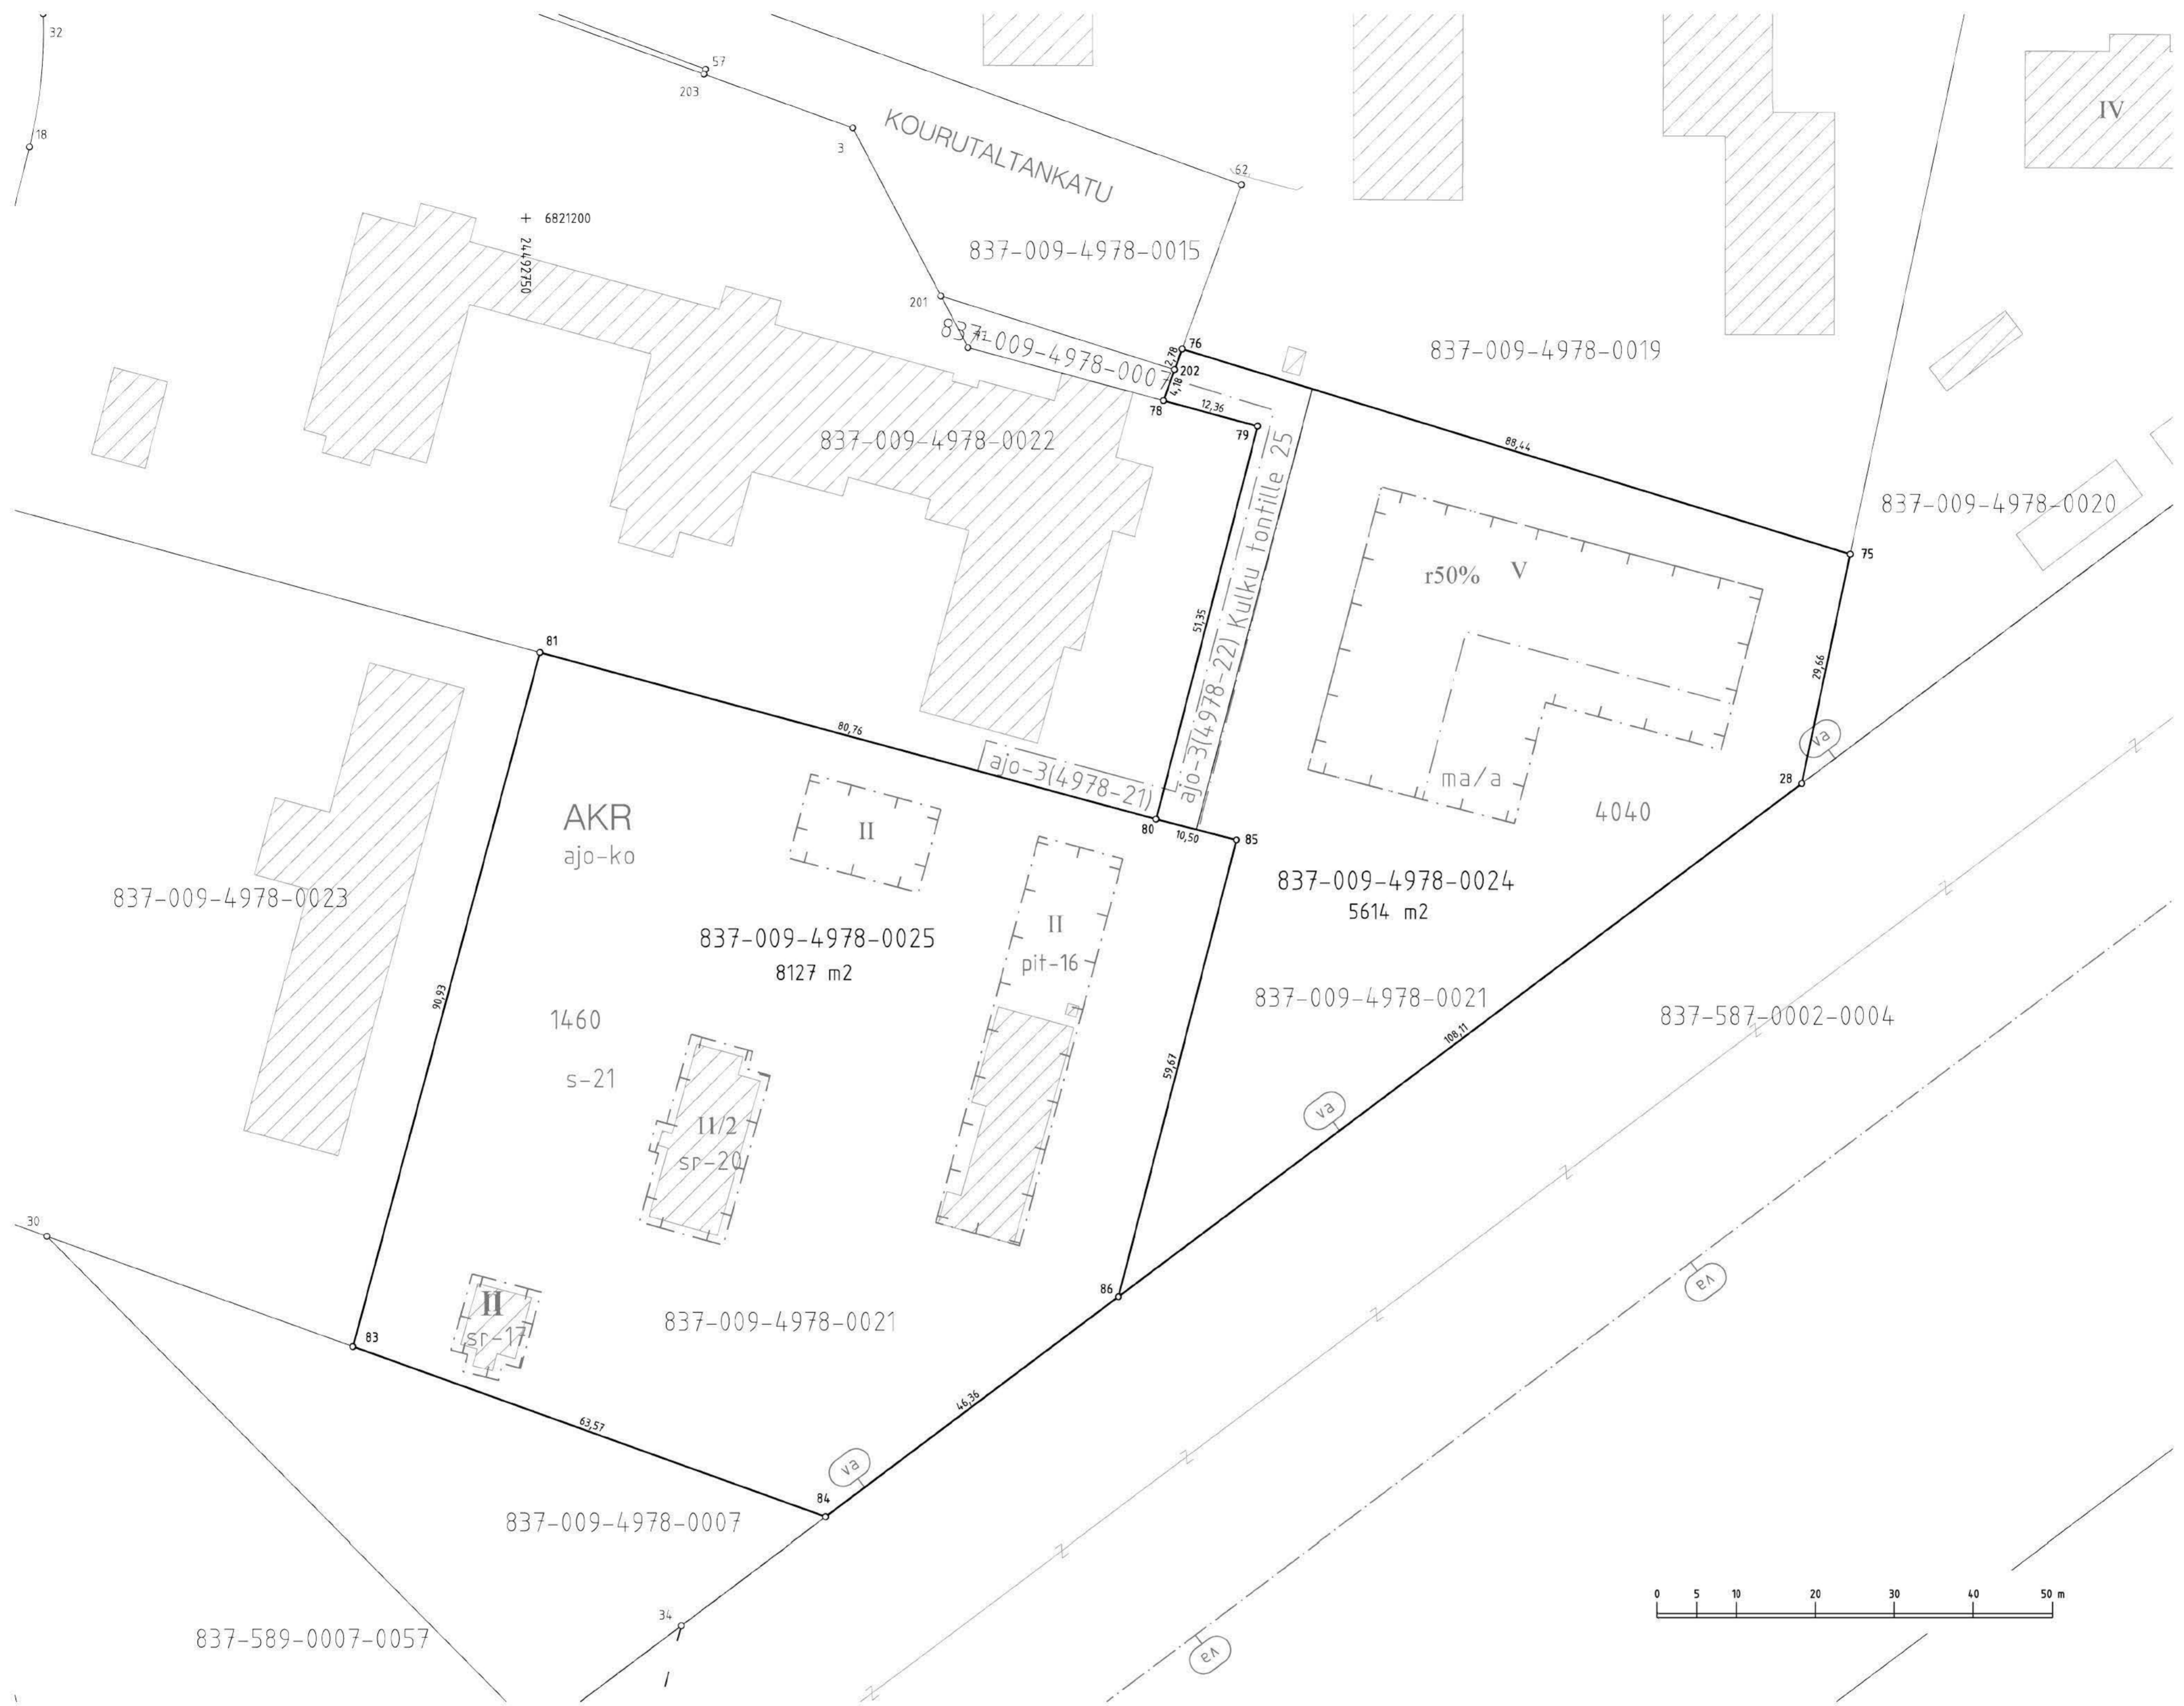 32
57
203
18
3
KOURUTALTANKATU
62
IV
6821200
24492750
837-009-4978-0015
201
837-009-4978-0007
76
2,78
202
4,18
78
12,36
79
837-009-4978-0019
837-009-4978-0022
88,44
837-009-4978-0020
75
r50% V
51,35
ajo-3(4978-22) Kulku tontille 25
29,66
81
80,76
ajo-3(4978-21)
va
28
ma/a
4040
80
10,50
85
AKR
ajo-ko
II
837-009-4978-0023
837-009-4978-0024
5614 m2
II
pit-16
837-009-4978-0025
8127 m2
90,93
837-009-4978-0021
837-587-0002-0004
1460
s-21
59,67
108,11
va
II/2
sr-20
30
86
va
II
sr-17
837-009-4978-0021
83
63,57
46,36
va
84
837-009-4978-0007
34
837-589-0007-0057
va
0 5 10 20 30 40 50 m